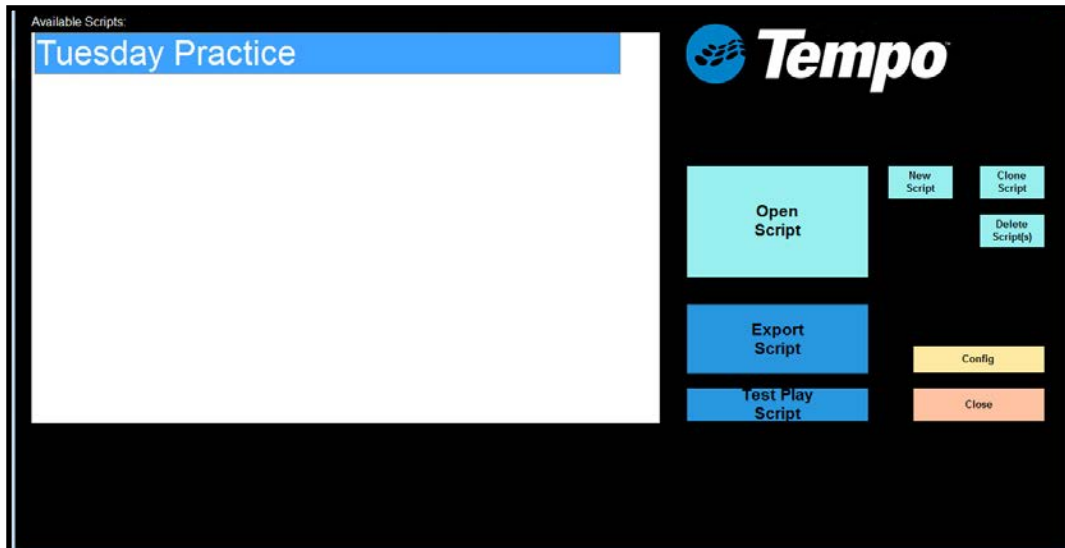 Available Scripts:
Tuesday Practice
Tempo™
Open
Script
New
Script
Clone
Script
Delete
Script(s)
Export
Script
Config
Test Play
Script
Close